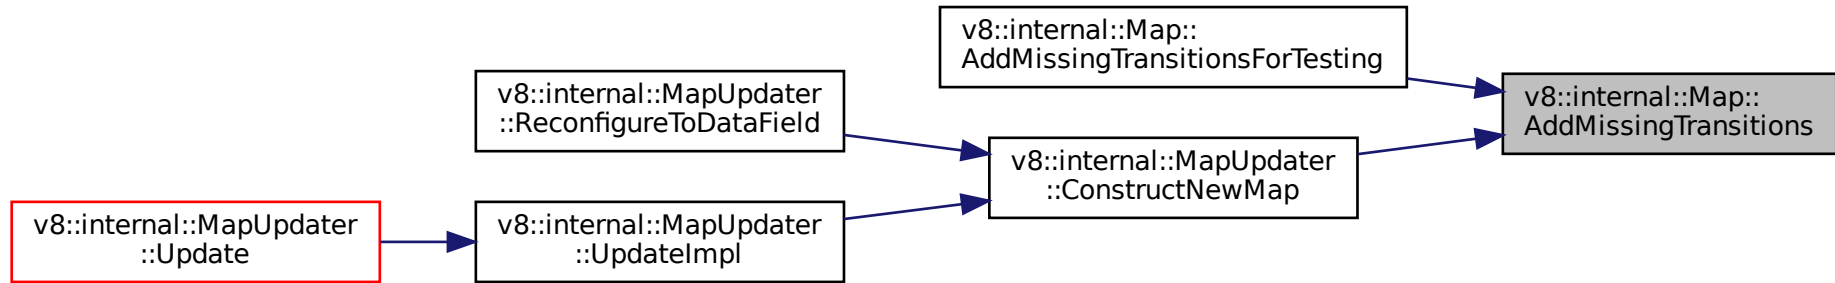 v8::internal::Map::
AddMissingTransitionsForTesting
v8::internal::MapUpdater
::ReconfigureToDataField
v8::internal::Map::
AddMissingTransitions
v8::internal::MapUpdater
::ConstructNewMap
v8::internal::MapUpdater
::Update
v8::internal::MapUpdater
::UpdateImpl